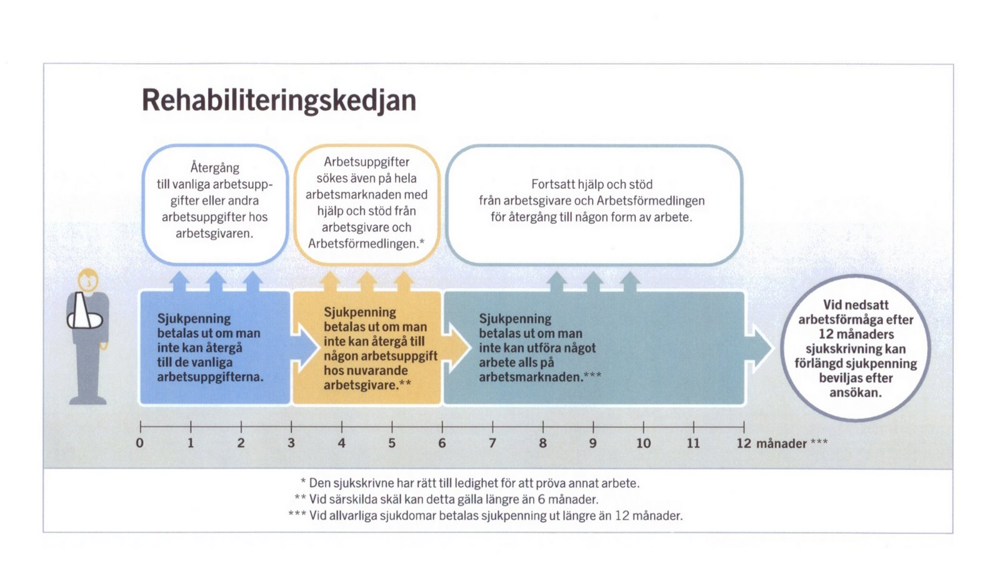 Rehabiliteringskedjan
Återgång
till vanliga arbetsupp-
gifter eller andra
arbetsuppgifter hos
arbetsgivaren.
Arbetsuppgifter
sökes även på hela
arbetsmarknaden med
hjälp och stöd från
arbetsgivare och
Arbetsförmedlingen.*
Fortsatt hjälp och stöd
från arbetsgivare och Arbetsförmedlingen
för återgång till någon form av arbete.
Sjukpenning
betalas ut om man
inte kan återgå
till de vanliga
arbetsuppgifterna.
Sjukpenning
betalas ut om man
inte kan återgå till
någon arbetsuppgift
hos nuvarande
arbetsgivare.**
Sjukpenning
betalas ut om man
inte kan utföra något
arbete alls på
arbetsmarknaden.***
Vid nedsatt
arbetsförmåga efter
12 månaders
sjukskrivning kan
förlängd sjukpenning
beviljas efter
ansökan.
0 1 2 3 4 5 6 7 8 9 10 11 12 månader ***
* Den sjukskrivne har rätt till ledighet för att pröva annat arbete.
** Vid särskilda skäl kan detta gälla längre än 6 månader.
*** Vid allvarliga sjukdomar betalas sjukpenning ut längre än 12 månader.